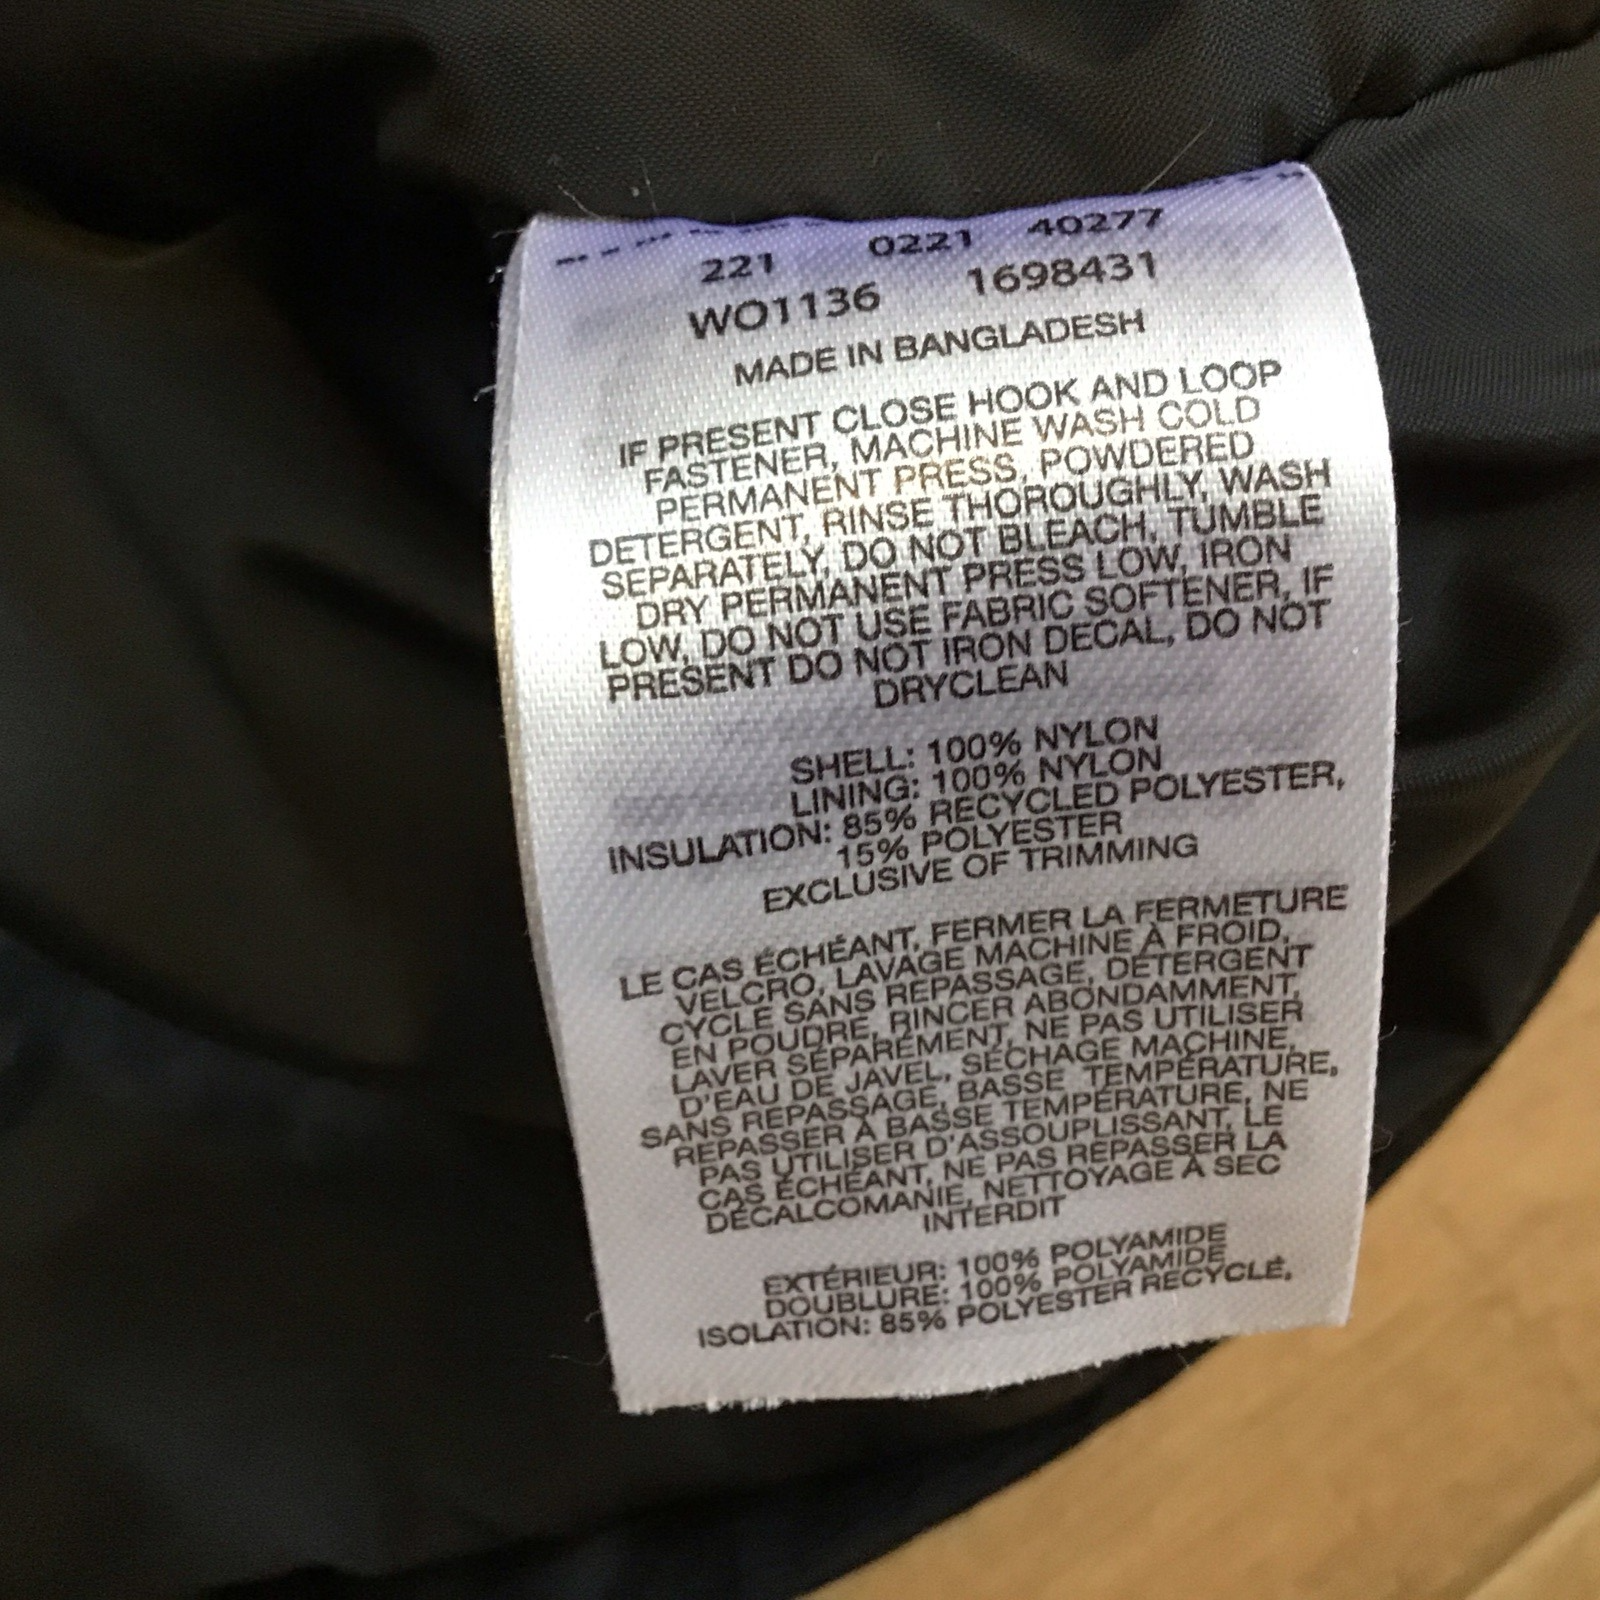 221 0221 40277
WO1136 1698431
MADE IN BANGLADESH
IF PRESENT CLOSE HOOK AND LOOP
FASTENER, MACHINE WASH COLD
PERMANENT PRESS, POWDERED
DETERGENT, RINSE THOROUGHLY, WASH
SEPARATELY, DO NOT BLEACH, TUMBLE
DRY PERMANENT PRESS LOW, IRON
LOW, DO NOT USE FABRIC SOFTENER, IF
PRESENT DO NOT IRON DECAL, DO NOT
DRYCLEAN
SHELL: 100% NYLON
LINING: 100% NYLON
INSULATION: 85% RECYCLED POLYESTER,
15% POLYESTER
EXCLUSIVE OF TRIMMING
LE CAS ÉCHÉANT, FERMER LA FERMETURE
VELCRO, LAVAGE MACHINE À FROID,
CYCLE SANS REPASSAGE, DÉTERGENT
EN POUDRE, RINCER ABONDAMMENT,
LAVER SÉPARÉMENT, NE PAS UTILISER
D'EAU DE JAVEL, SÉCHAGE MACHINE,
SANS REPASSAGE, BASSE TEMPÉRATURE,
REPASSER À BASSE TEMPÉRATURE, NE
PAS UTILISER D'ASSOUPLISSANT, LE
CAS ÉCHÉANT, NE PAS REPASSER LA
DÉCALCOMANIE, NETTOYAGE À SEC
INTERDIT
EXTÉRIEUR: 100% POLYAMIDE
DOUBLURE: 100% POLYAMIDE
ISOLATION: 85% POLYESTER RECYCLÉ,